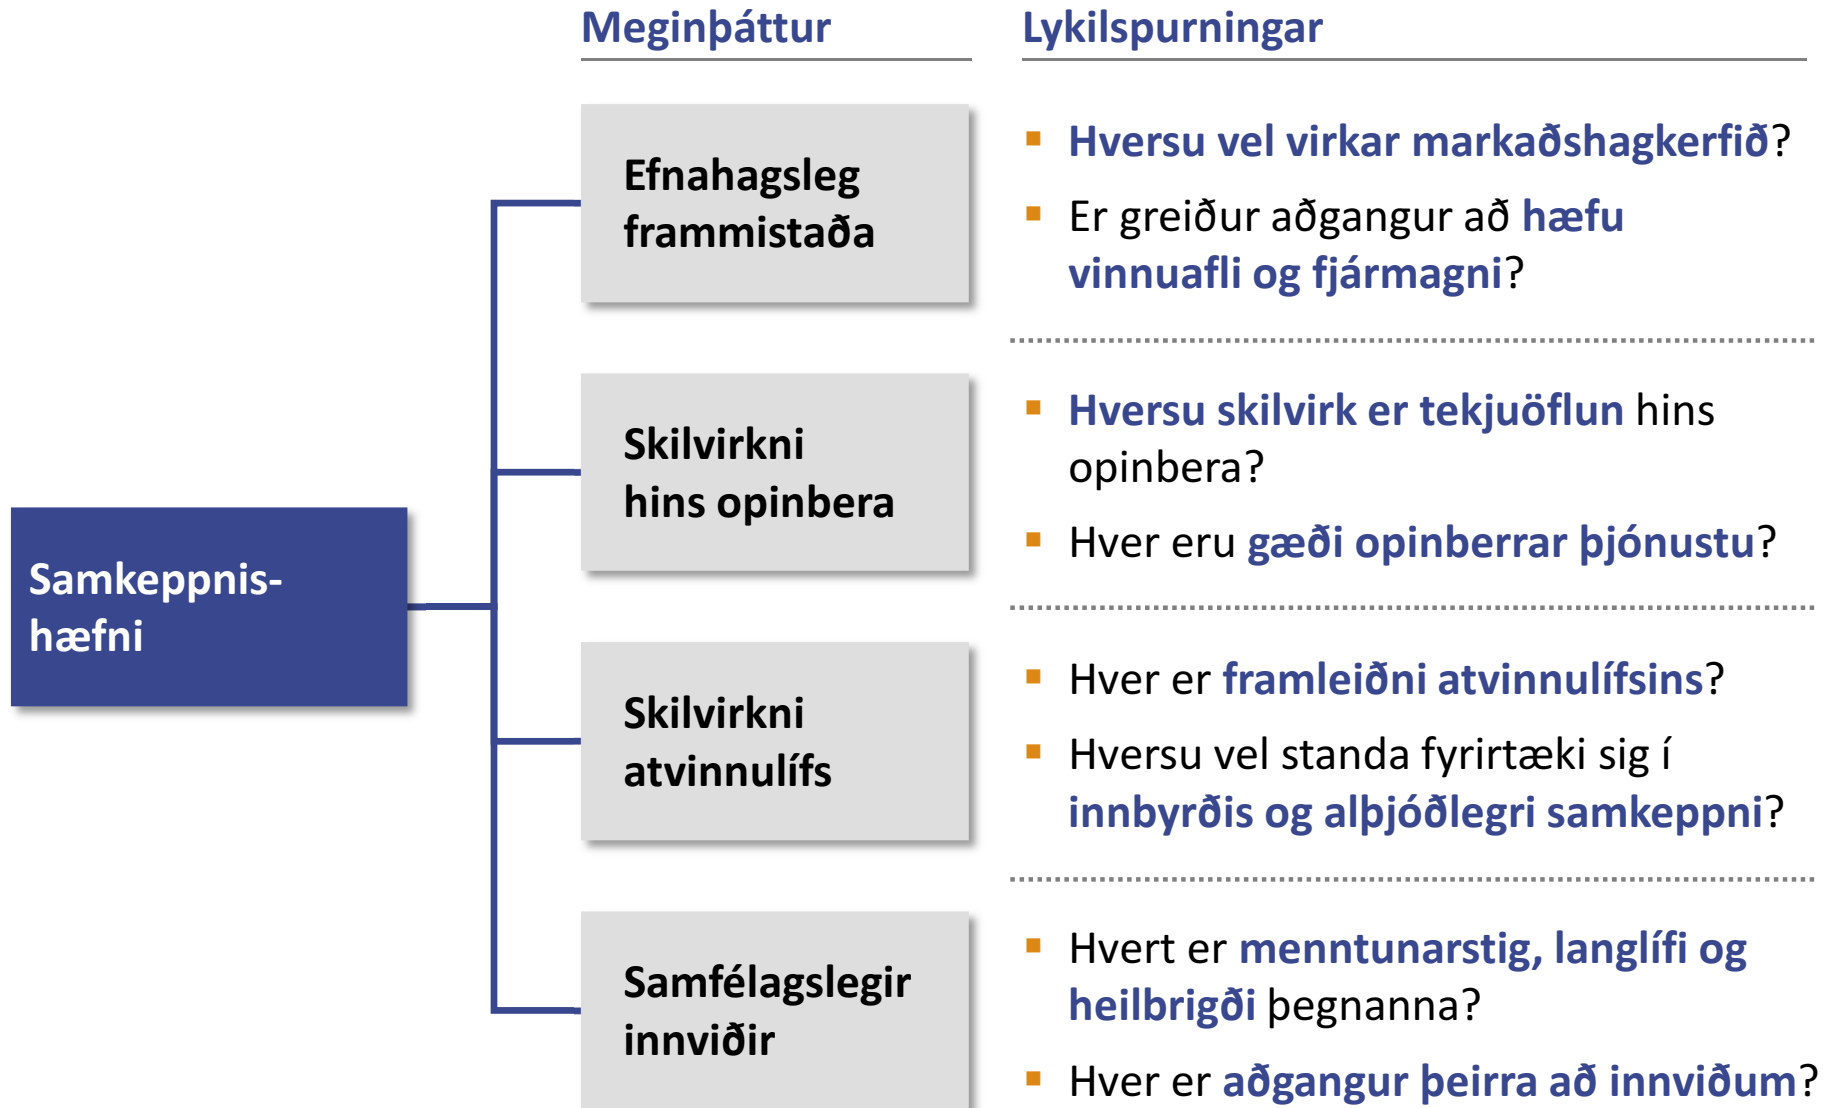 Meginþáttur
Lykilspurningar
Samkeppnis-
hæfni
Efnahagsleg
frammistaða
Hversu vel virkar markaðshagkerfið?
Er greiður aðgangur að hæfu
vinnuafli og fjármagni?
Skilvirkni
hins opinbera
Hversu skilvirk er tekjuöflun hins
opinbera?
Hver eru gæði opinberrar þjónustu?
Skilvirkni
atvinnulífs
Hver er framleiðni atvinnulífsins?
Hversu vel standa fyrirtæki sig í
innbyrðis og alþjóðlegri samkeppni?
Samfélagslegir
innviðir
Hvert er menntunarstig, langlífi og
heilbrigði þegnanna?
Hver er aðgangur þeirra að innviðum?